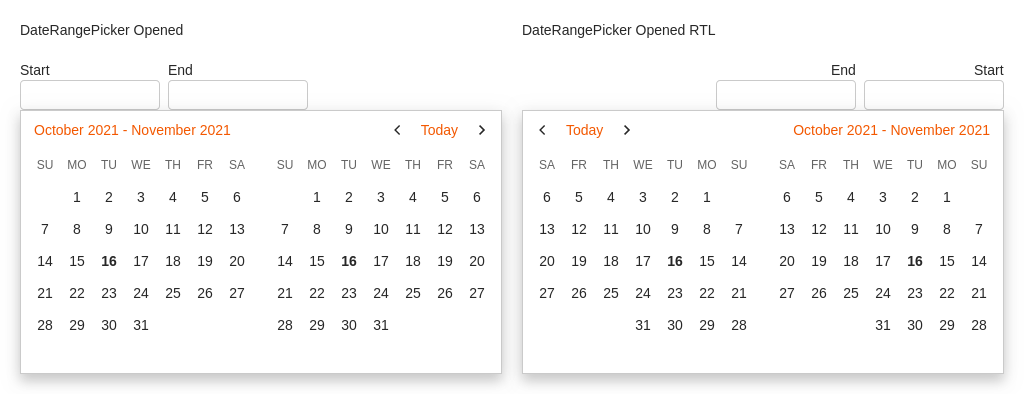 DateRangePicker Opened
Start End
October 2021 - November 2021 Today
SU MO TU WE TH FR SA SU MO TU WE TH FR SA
1 2 3 4 5 6 1 2 3 4 5 6
7 8 9 10 11 12 13 7 8 9 10 11 12 13
14 15 16 17 18 19 20 14 15 16 17 18 19 20
21 22 23 24 25 26 27 21 22 23 24 25 26 27
28 29 30 31 28 29 30 31
DateRangePicker Opened RTL
End Start
Today October 2021 - November 2021
SA FR TH WE TU MO SU SA FR TH WE TU MO SU
6 5 4 3 2 1 6 5 4 3 2 1
13 12 11 10 9 8 7 13 12 11 10 9 8 7
20 19 18 17 16 15 14 20 19 18 17 16 15 14
27 26 25 24 23 22 21 27 26 25 24 23 22 21
31 30 29 28 31 30 29 28